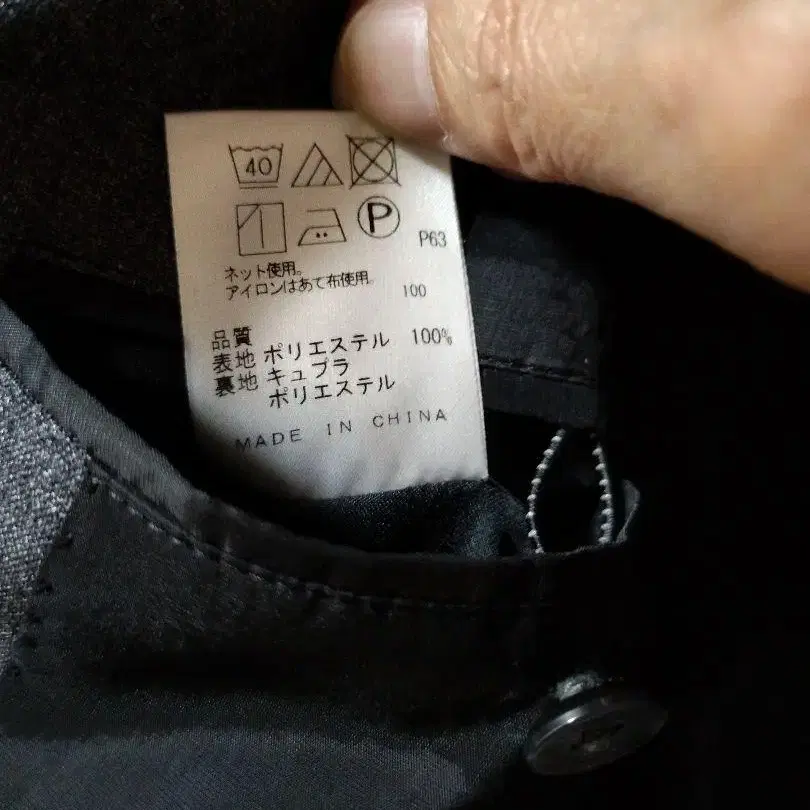 40
P
P63
ネット使用。
アイロンはあて布使用。
100
品質
表地 ポリエステル 100%
裏地 キュプラ
ポリエステル
MADE IN CHINA